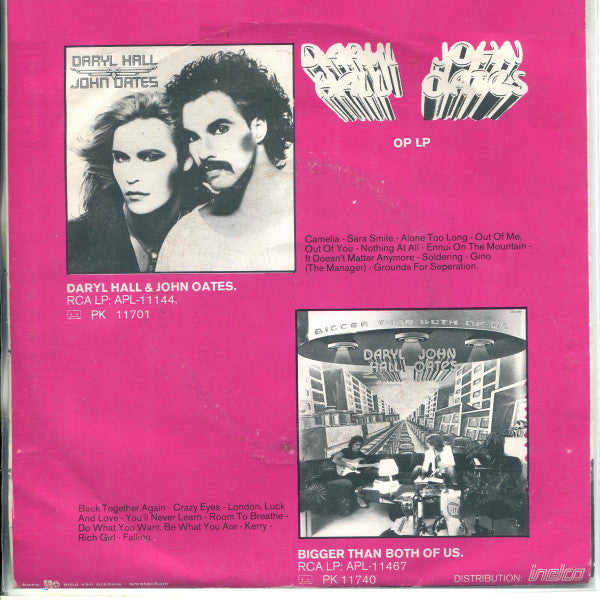 DARYL HALL
JOHN OATES
DARYL JOHN
HALL OATES
OP LP
Camelia - Sara Smile - Alone Too Long - Out Of Me,
Out Of You - Nothing At All - Ennui On The Mountain -
It Doesn't Matter Anymore - Soldering - Gino
(The Manager) - Grounds For Seperation.
DARYL HALL & JOHN OATES.
RCA LP: APL-11144.
PK 11701
BIGGER THAN BOTH OF US
DARYL JOHN
HALL OATES
Back Together Again - Crazy Eyes - London, Luck
And Love - You'll Never Learn - Room To Breathe -
Do What You Want, Be What You Are - Kerry -
Rich Girl - Falling.
BIGGER THAN BOTH OF US.
RCA LP: APL-11467
PK 11740
DISTRIBUTION: inelco
hoes arno van orsouw - amsterdam